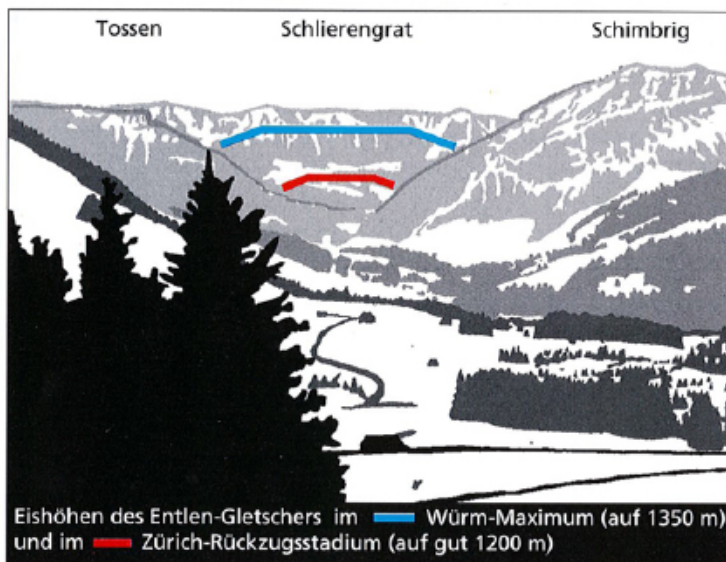 Tossen Schlierengrat Schimbrig
Eishöhen des Entlen-Gletschers im Würm-Maximum (auf 1350 m)
und im Zürich-Rückzugsstadium (auf gut 1200 m)